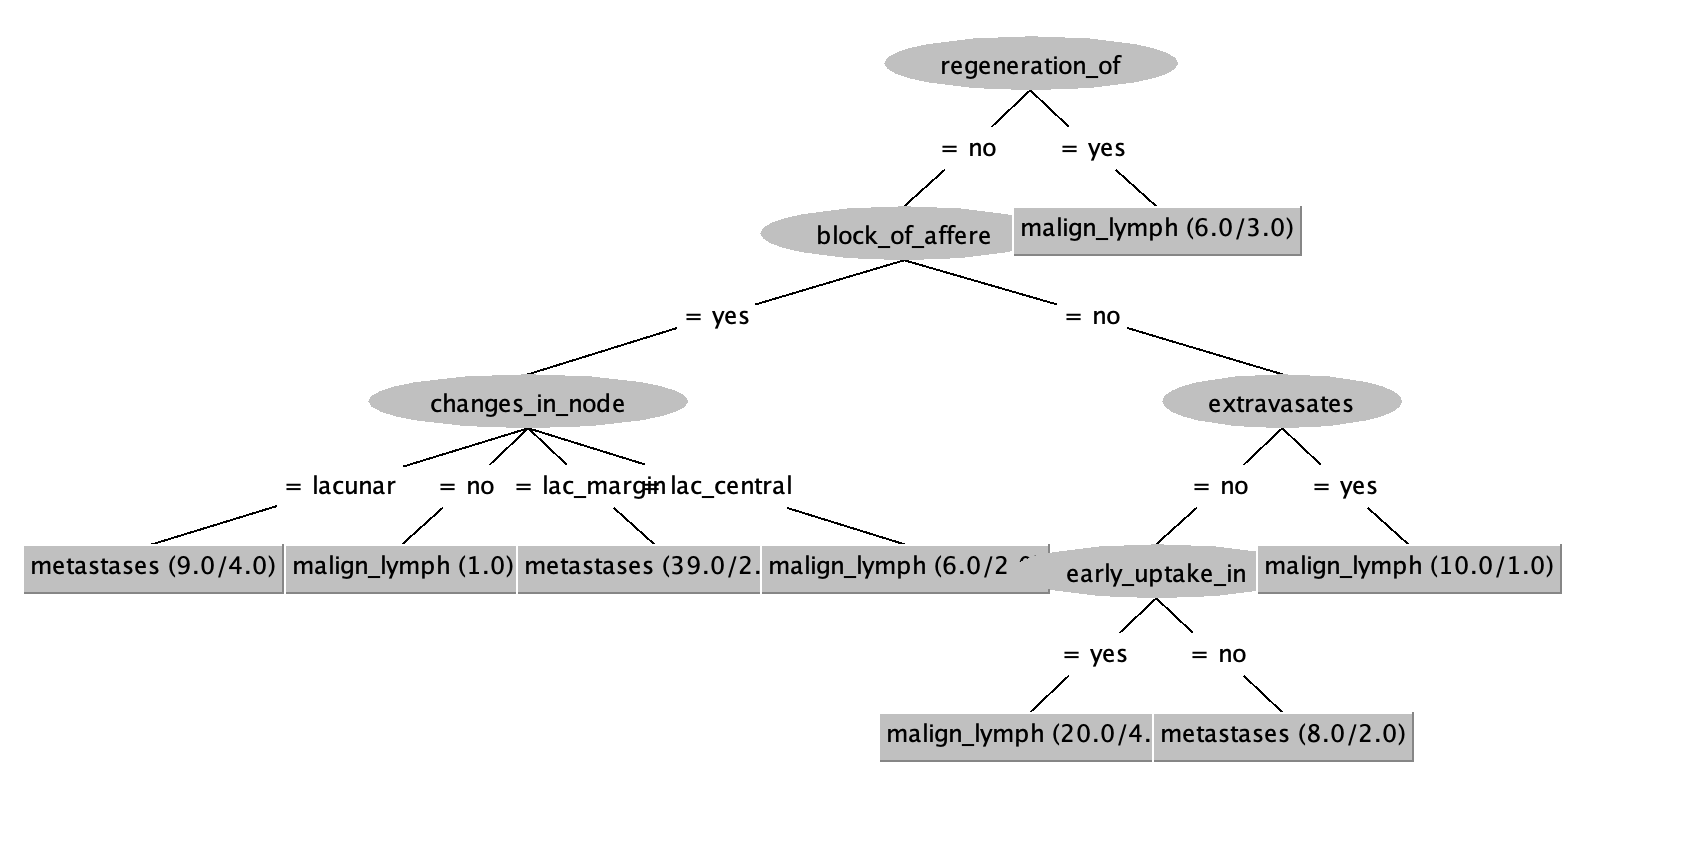 regeneration_of
= no
= yes
block_of_affere
malign_lymph (6.0/3.0)
= yes
= no
changes_in_node
extravasates
= lacunar
= no
= lac_margin
= lac_central
= no
= yes
metastases (9.0/4.0)
malign_lymph (1.0)
metastases (39.0/2.
malign_lymph (6.0/2
early_uptake_in
malign_lymph (10.0/1.0)
= yes
= no
malign_lymph (20.0/4.
metastases (8.0/2.0)